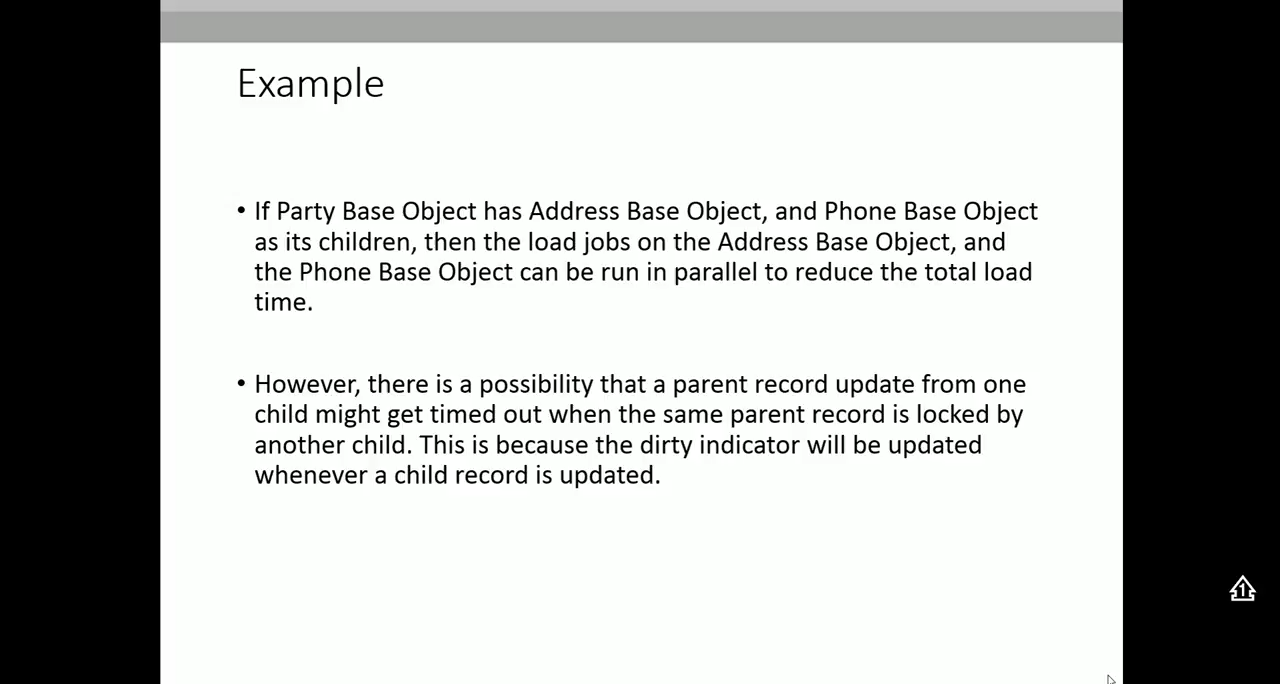 Example
• If Party Base Object has Address Base Object, and Phone Base Object
as its children, then the load jobs on the Address Base Object, and
the Phone Base Object can be run in parallel to reduce the total load
time.
• However, there is a possibility that a parent record update from one
child might get timed out when the same parent record is locked by
another child. This is because the dirty indicator will be updated
whenever a child record is updated.
1